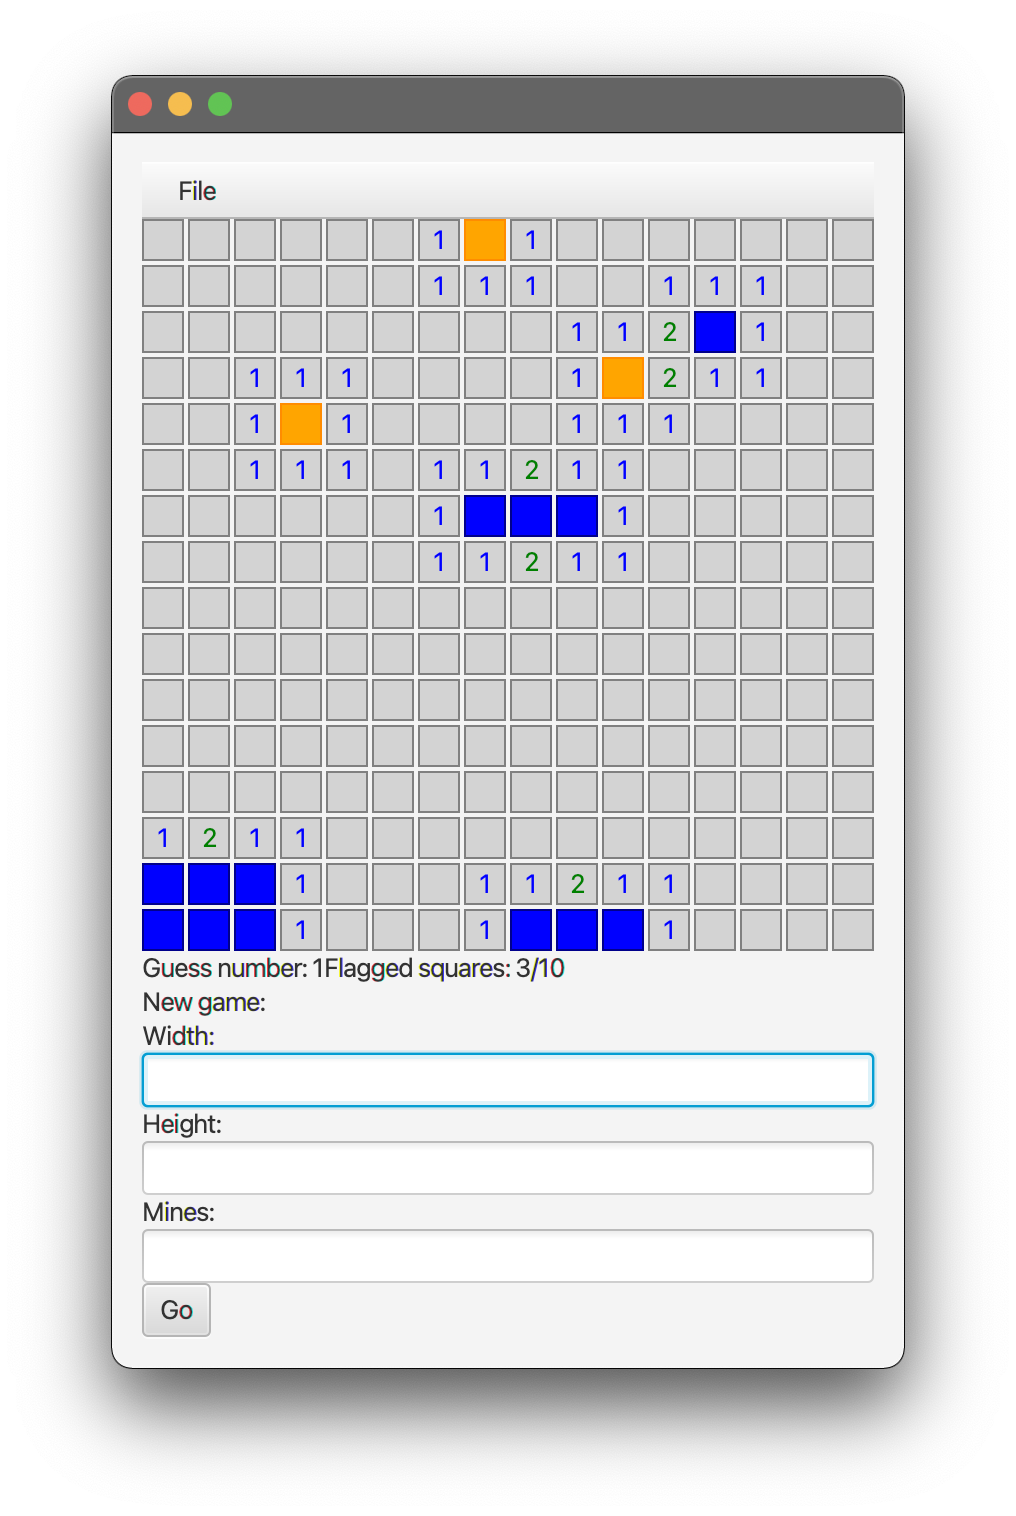 File
1 1
1 1 1 1 1 1
1 1 2 1
1 1 1 1 2 1 1
1 1 1 1 1
1 1 1 1 1 2 1 1
1 1
1 1 2 1 1
1 2 1 1
1 1 1 2 1 1
1 1 1
Guess number: 1Flagged squares: 3/10
New game:
Width:
Height:
Mines:
Go